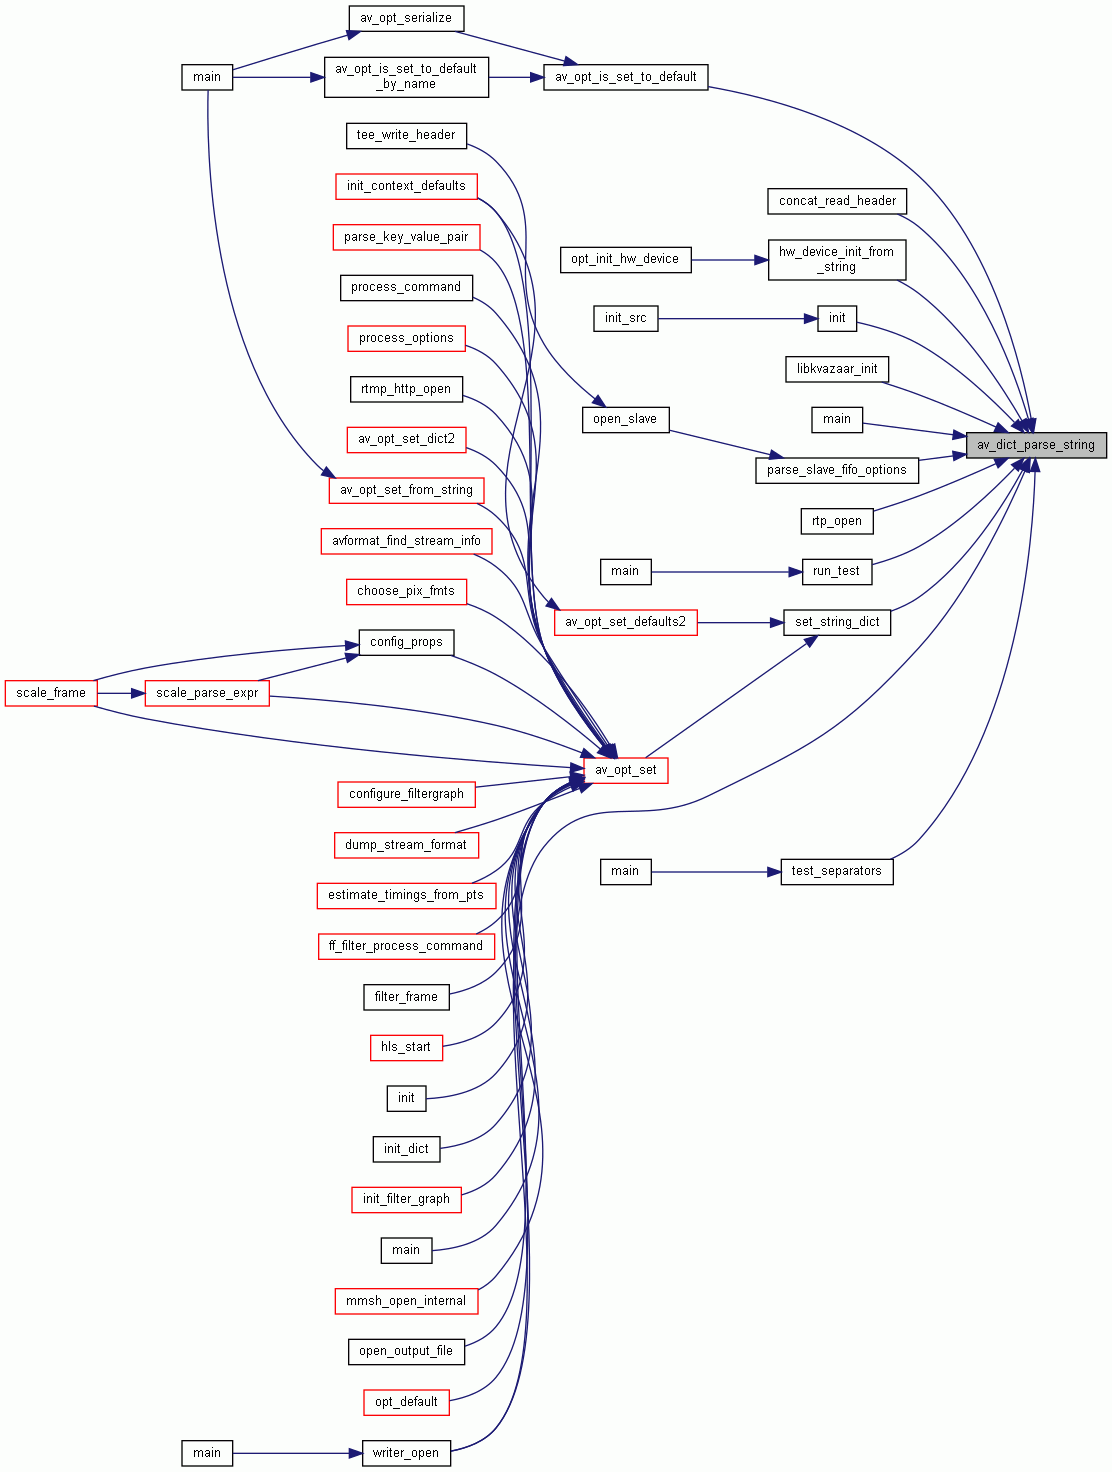 av_opt_serialize
main
av_opt_is_set_to_default
_by_name
av_opt_is_set_to_default
tee_write_header
init_context_defaults
concat_read_header
parse_key_value_pair
opt_init_hw_device
hw_device_init_from
_string
process_command
init_src
init
process_options
libkvazaar_init
rtmp_http_open
open_slave
main
av_opt_set_dict2
av_dict_parse_string
parse_slave_fifo_options
av_opt_set_from_string
rtp_open
avformat_find_stream_info
main
run_test
choose_pix_fmts
av_opt_set_defaults2
set_string_dict
config_props
scale_frame
scale_parse_expr
av_opt_set
configure_filtergraph
dump_stream_format
main
test_separators
estimate_timings_from_pts
ff_filter_process_command
filter_frame
hls_start
init
init_dict
init_filter_graph
main
mmsh_open_internal
open_output_file
opt_default
main
writer_open